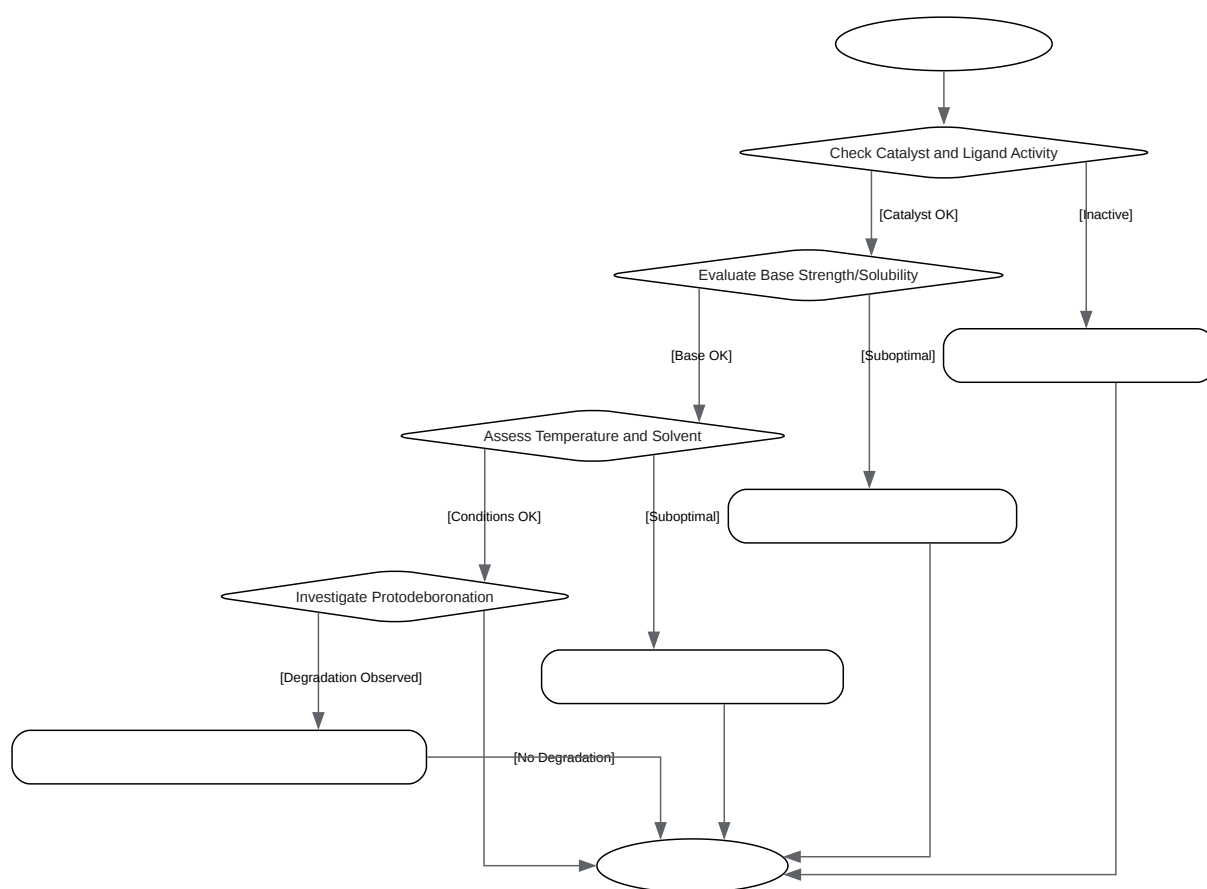 Check Catalyst and Ligand Activity
[Catalyst OK]
[Inactive]
Evaluate Base Strength/Solubility
[Base OK]
[Suboptimal]
Assess Temperature and Solvent
[Conditions OK]
[Suboptimal]
Investigate Protodeboronation
[Degradation Observed]
[No Degradation]